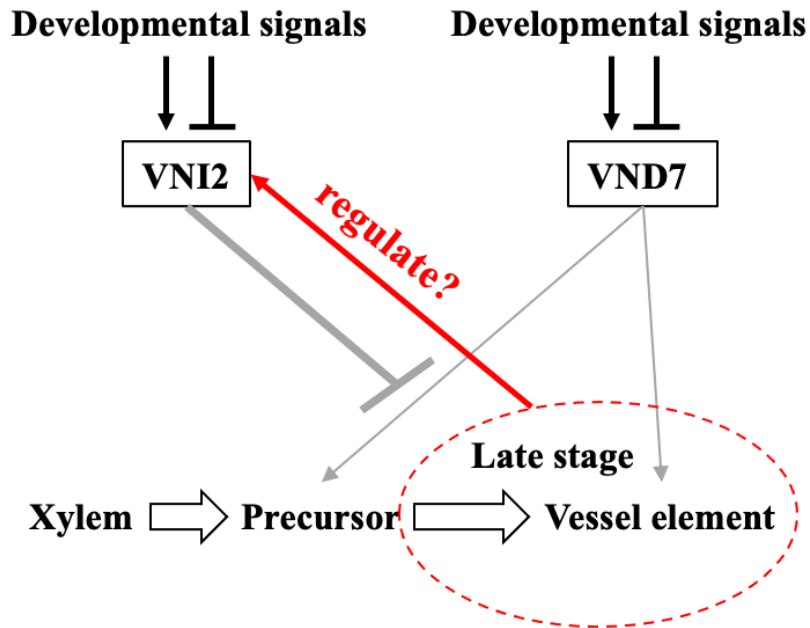 Developmental signals
Developmental signals
VNI2
VND7
regulate?
Late stage
Xylem
Precursor
Vessel element